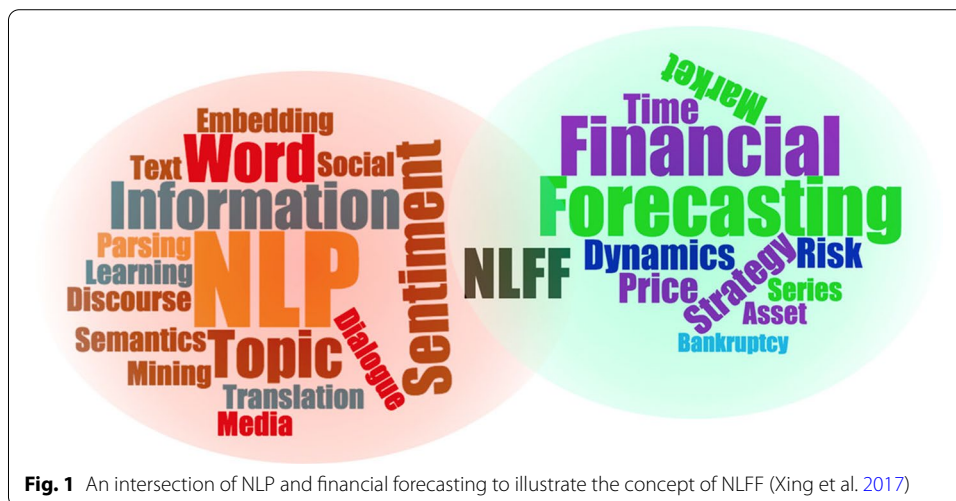 Embedding
Text Word Social
Information
Sentiment
Parsing
Learning
Discourse
NLP
Semantics
Topic
Dialogue
Mining
Translation
Media
NLFF
Market
Time
Financial
Forecasting
Dynamics
Strategy
Risk
Price
Series
Asset
Bankruptcy
Fig. 1 An intersection of NLP and financial forecasting to illustrate the concept of NLFF (Xing et al. 2017)